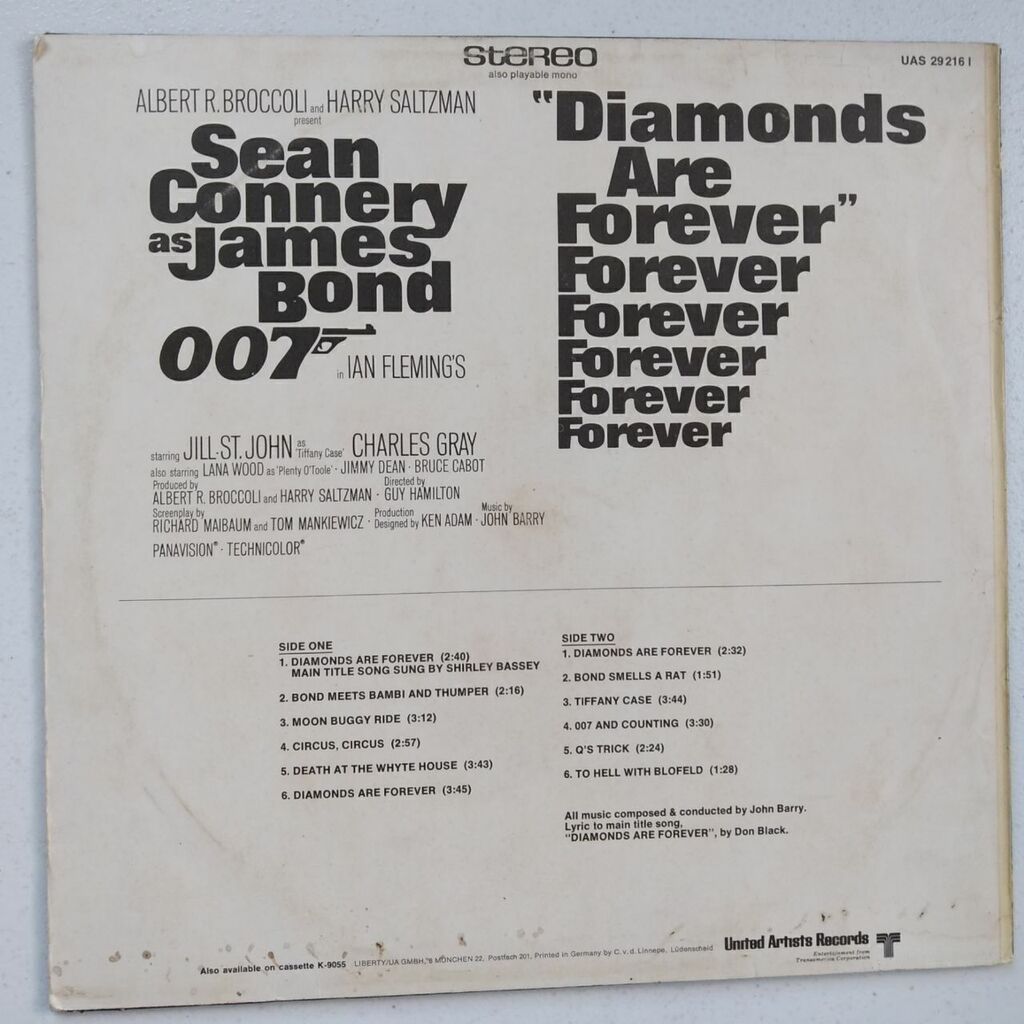 STEREO
also playable mono
UAS 29216 I
ALBERT R. BROCCOLI and HARRY SALTZMAN
present
Sean
Connery
as James
Bond
007
in IAN FLEMING'S
"Diamonds
Are
Forever"
Forever
Forever
Forever
Forever
Forever
starring JILL ST. JOHN as 'Tiffany Case' CHARLES GRAY
also starring LANA WOOD as 'Plenty O'Toole' · JIMMY DEAN · BRUCE CABOT
Produced by
ALBERT R. BROCCOLI and HARRY SALTZMAN · Directed by GUY HAMILTON
Screenplay by
RICHARD MAIBAUM and TOM MANKIEWICZ · Production Designed by KEN ADAM · Music by JOHN BARRY
PANAVISION® · TECHNICOLOR®
SIDE ONE
1. DIAMONDS ARE FOREVER (2:40)
MAIN TITLE SONG SUNG BY SHIRLEY BASSEY
2. BOND MEETS BAMBI AND THUMPER (2:16)
3. MOON BUGGY RIDE (3:12)
4. CIRCUS, CIRCUS (2:57)
5. DEATH AT THE WHYTE HOUSE (3:43)
6. DIAMONDS ARE FOREVER (3:45)
SIDE TWO
1. DIAMONDS ARE FOREVER (2:32)
2. BOND SMELLS A RAT (1:51)
3. TIFFANY CASE (3:44)
4. 007 AND COUNTING (3:30)
5. Q'S TRICK (2:24)
6. TO HELL WITH BLOFELD (1:28)
All music composed & conducted by John Barry.
Lyric to main title song,
"DIAMONDS ARE FOREVER", by Don Black.
Also available on cassette K-9055
LIBERTY/UA GMBH, 8 MÜNCHEN 22, Postfach 201, Printed in Germany by C. v. d. Linnepe, Lüdenscheid
United Artists Records
Entertainment from
Transamerica Corporation